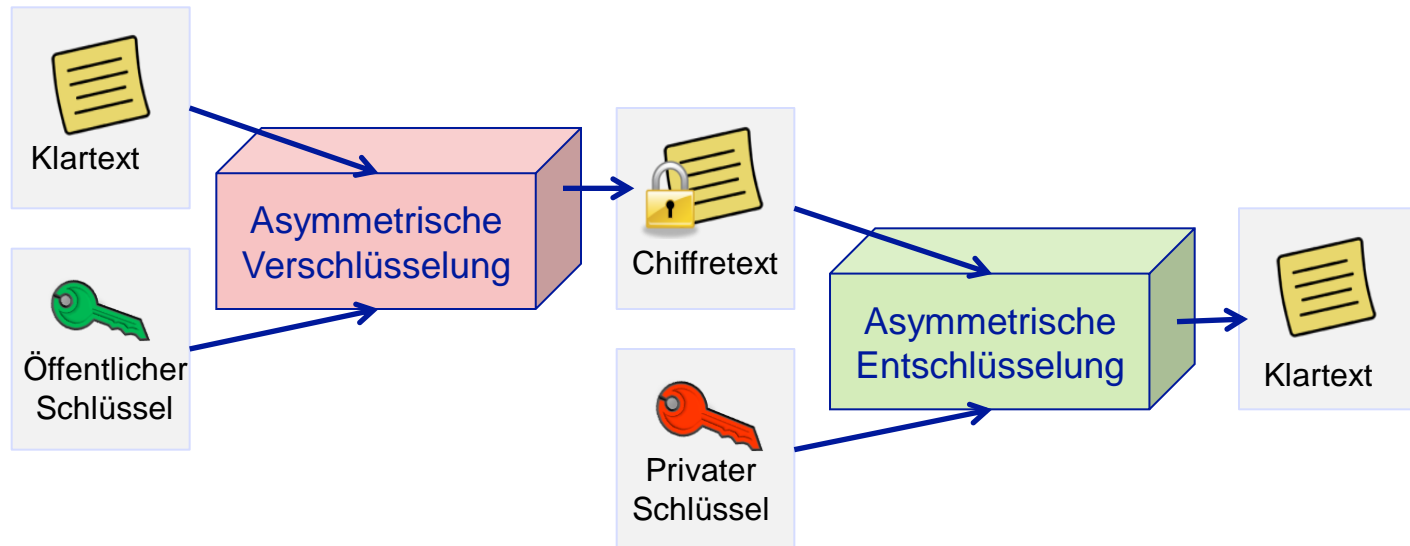 Klartext
Öffentlicher
Schlüssel
Asymmetrische
Verschlüsselung
Chiffretext
Privater
Schlüssel
Asymmetrische
Entschlüsselung
Klartext